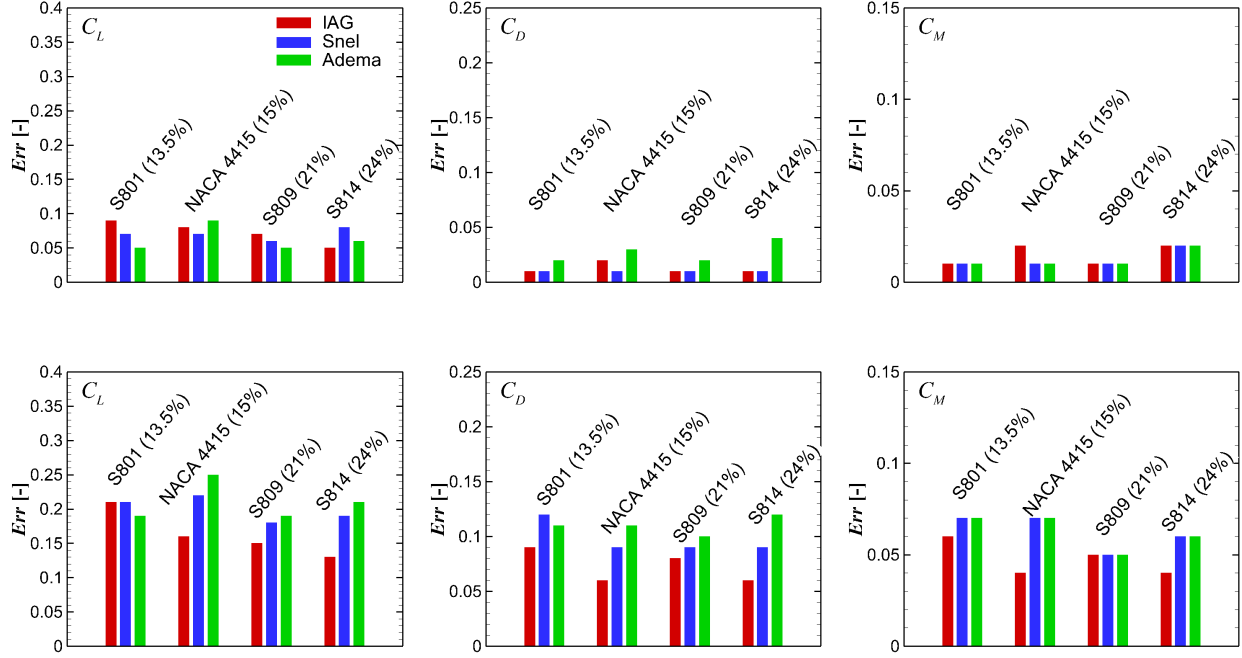 C_L
IAG
Snel
Adema
Err [-]
0.4
0.35
0.3
0.25
0.2
0.15
0.1
0.05
0
S801 (13.5%)
NACA 4415 (15%)
S809 (21%)
S814 (24%)
C_D
Err [-]
0.25
0.2
0.15
0.1
0.05
0
S801 (13.5%)
NACA 4415 (15%)
S809 (21%)
S814 (24%)
C_M
Err [-]
0.15
0.1
0.05
0
S801 (13.5%)
NACA 4415 (15%)
S809 (21%)
S814 (24%)
C_L
Err [-]
0.4
0.35
0.3
0.25
0.2
0.15
0.1
0.05
0
S801 (13.5%)
NACA 4415 (15%)
S809 (21%)
S814 (24%)
C_D
Err [-]
0.25
0.2
0.15
0.1
0.05
0
S801 (13.5%)
NACA 4415 (15%)
S809 (21%)
S814 (24%)
C_M
Err [-]
0.15
0.1
0.05
0
S801 (13.5%)
NACA 4415 (15%)
S809 (21%)
S814 (24%)